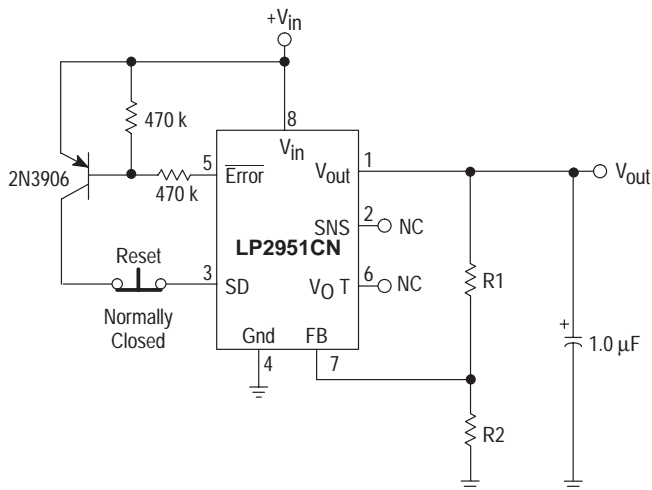 +Vin
470 k
8
Vin
2N3906
470 k
5
Error
Vout
1
Vout
SNS
2
NC
LP2951CN
Reset
3
SD
VO T
6
NC
R1
Normally
Closed
Gnd
FB
4
7
+
1.0 µF
R2